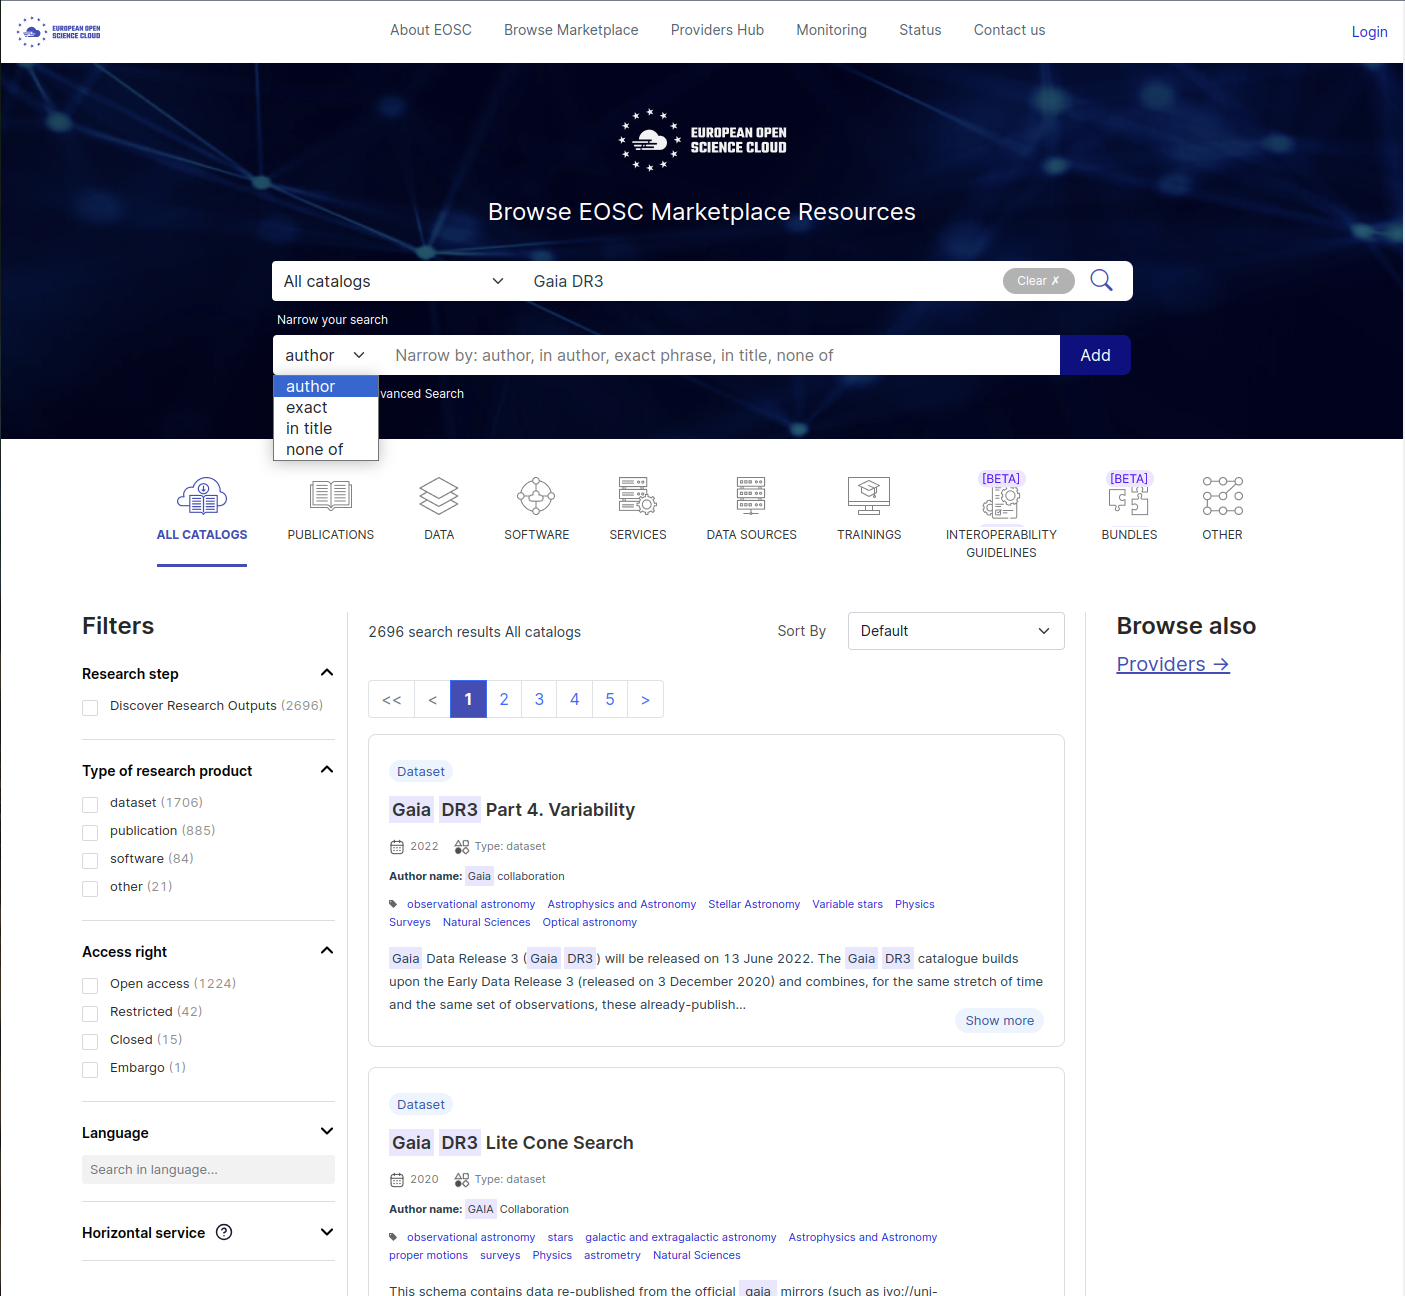 EUROPEAN OPEN
SCIENCE CLOUD
About EOSC Browse Marketplace Providers Hub Monitoring Status Contact us
Login
EUROPEAN OPEN
SCIENCE CLOUD
Browse EOSC Marketplace Resources
All catalogs Gaia DR3 Clear ✗
Narrow your search
author Narrow by: author, in author, exact phrase, in title, none of Add
author
vanced Search
exact
in title
none of
[BETA] [BETA]
ALL CATALOGS PUBLICATIONS DATA SOFTWARE SERVICES DATA SOURCES TRAININGS INTEROPERABILITY BUNDLES OTHER
GUIDELINES
Filters
Research step
Discover Research Outputs (2696)
Type of research product
dataset (1706)
publication (885)
software (84)
other (21)
Access right
Open access (1224)
Restricted (42)
Closed (15)
Embargo (1)
Language
Search in language...
Horizontal service ?
2696 search results All catalogs
Sort By Default
<< < 1 2 3 4 5 >
Dataset
Gaia DR3 Part 4. Variability
2022 Type: dataset
Author name: Gaia collaboration
observational astronomy Astrophysics and Astronomy Stellar Astronomy Variable stars Physics
Surveys Natural Sciences Optical astronomy
Gaia Data Release 3 (Gaia DR3) will be released on 13 June 2022. The Gaia DR3 catalogue builds
upon the Early Data Release 3 (released on 3 December 2020) and combines, for the same stretch of time
and the same set of observations, these already-publish...
Show more
Dataset
Gaia DR3 Lite Cone Search
2020 Type: dataset
Author name: GAIA Collaboration
observational astronomy stars galactic and extragalactic astronomy Astrophysics and Astronomy
proper motions surveys Physics astrometry Natural Sciences
This schema contains data re-published from the official gaia mirrors (such as ivo://uni-
Browse also
Providers →